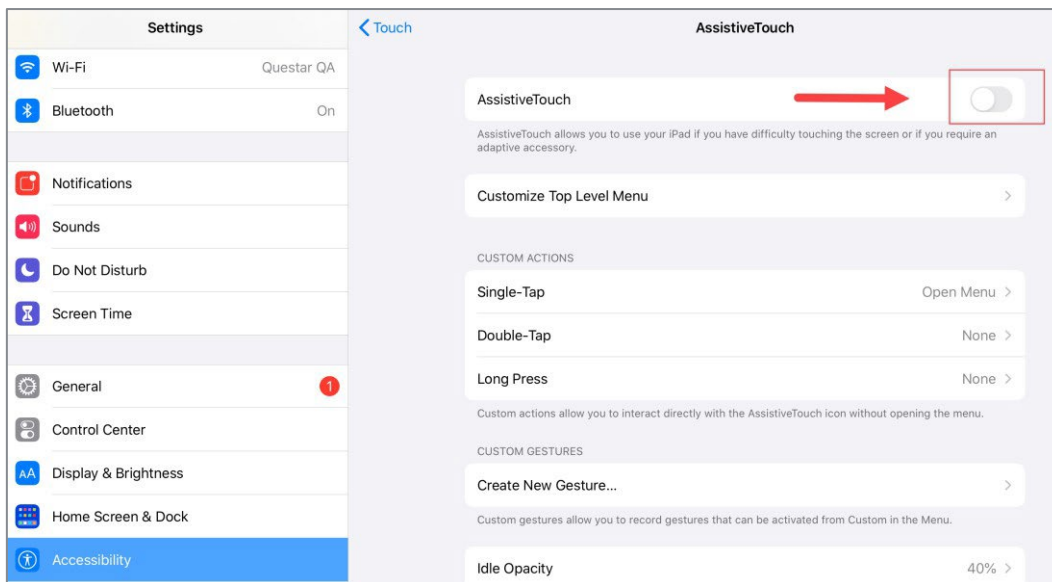 Settings
Wi-Fi Questar QA
Bluetooth On
Notifications
Sounds
Do Not Disturb
Screen Time
General 1
Control Center
AA Display & Brightness
Home Screen & Dock
Accessibility
Touch AssistiveTouch
AssistiveTouch
AssistiveTouch allows you to use your iPad if you have difficulty touching the screen or if you require an
adaptive accessory.
Customize Top Level Menu
CUSTOM ACTIONS
Single-Tap Open Menu
Double-Tap None
Long Press None
Custom actions allow you to interact directly with the AssistiveTouch icon without opening the menu.
CUSTOM GESTURES
Create New Gesture...
Custom gestures allow you to record gestures that can be activated from Custom in the Menu.
Idle Opacity 40%